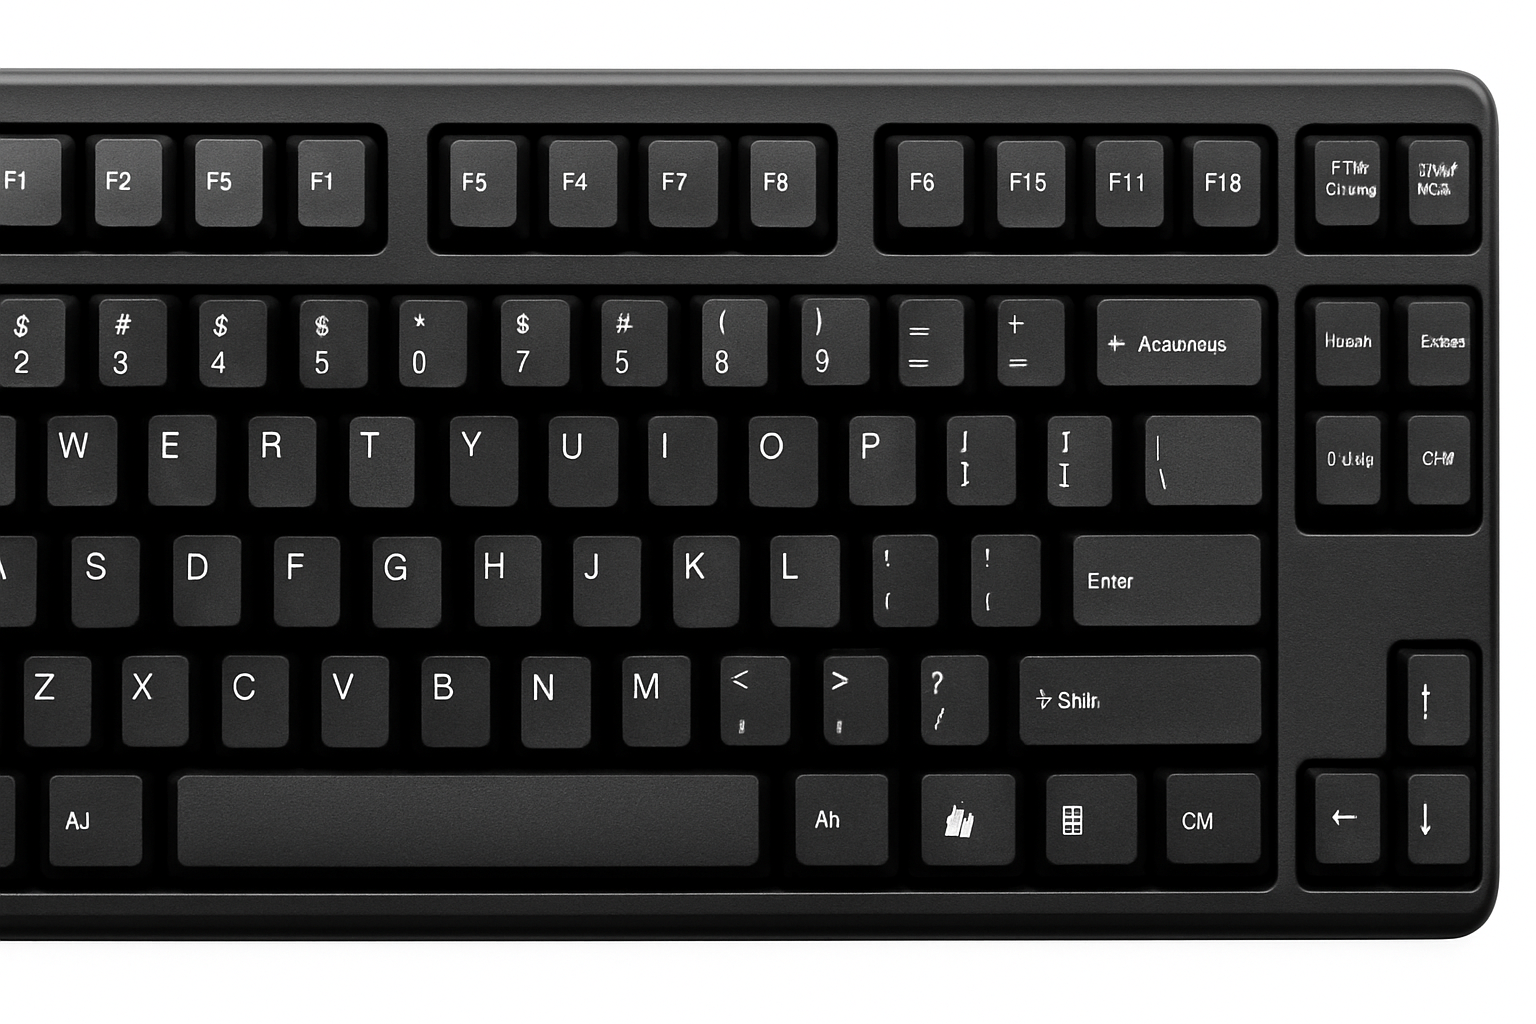 F1 F2 F5 F1 F5 F4 F7 F8 F6 F15 F11 F18
$ # $ $ * $ # ( ) = +
2 3 4 5 0 7 5 8 9 = =
W E R T Y U I O P
| \
S D F G H J K L ! !
Enter
Z X C V B N M < > ?
/
AJ Ah CM
← ↓